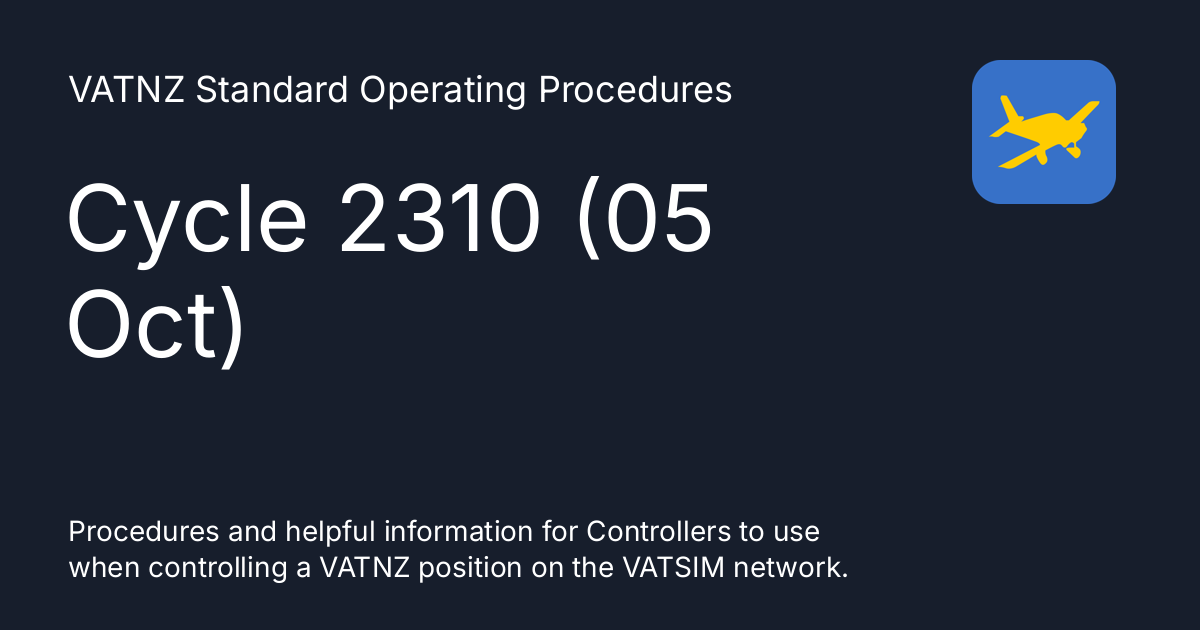 VATNZ Standard Operating Procedures
Cycle 2310 (05
Oct)
Procedures and helpful information for Controllers to use
when controlling a VATNZ position on the VATSIM network.